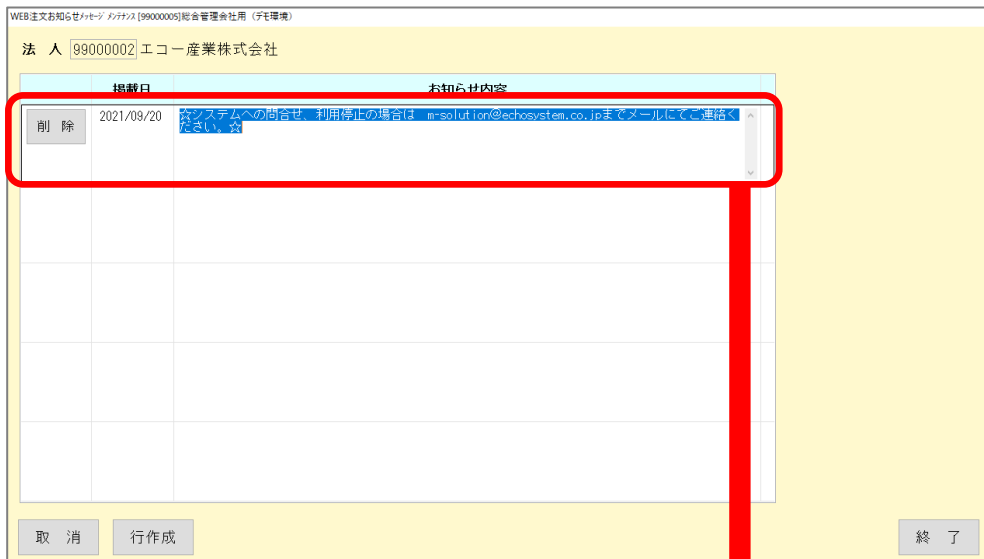 WEB注文お知らせﾒｯｾｰｼﾞ ﾒﾝﾃﾅﾝｽ [99000005]総合管理会社用（デモ環境）
法　人 99000002 エコー産業株式会社
掲載日 お知らせ内容
削　除 2021/09/20 ☆システムへの問合せ、利用停止の場合は　m-solution@echosystem.co.jpまでメールにてご連絡く
ださい。☆
取　消 行作成 終　了